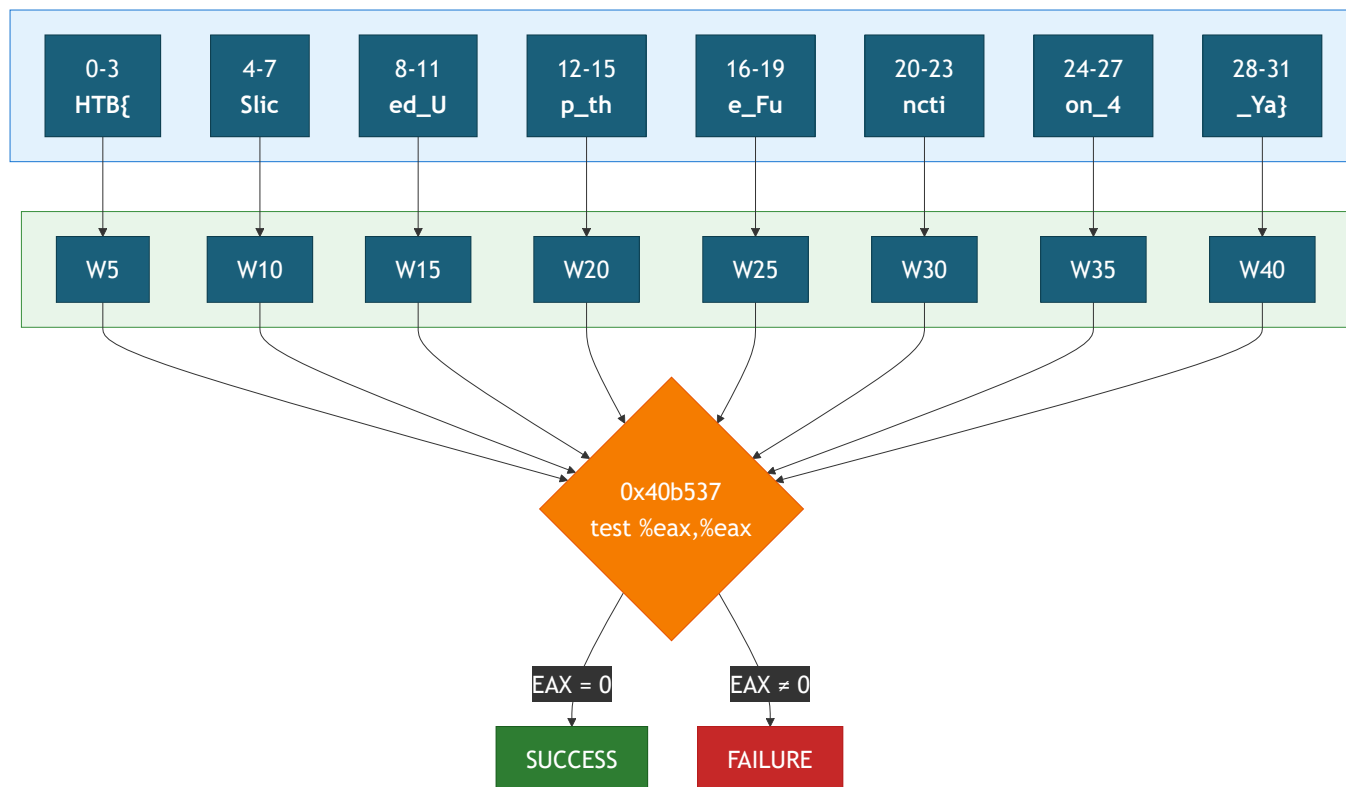 0-3
HTB{
4-7
Slic
8-11
ed_U
12-15
p_th
16-19
e_Fu
20-23
ncti
24-27
on_4
28-31
_Ya}
W5
W10
W15
W20
W25
W30
W35
W40
0x40b537
test %eax,%eax
EAX = 0
EAX ≠ 0
SUCCESS
FAILURE